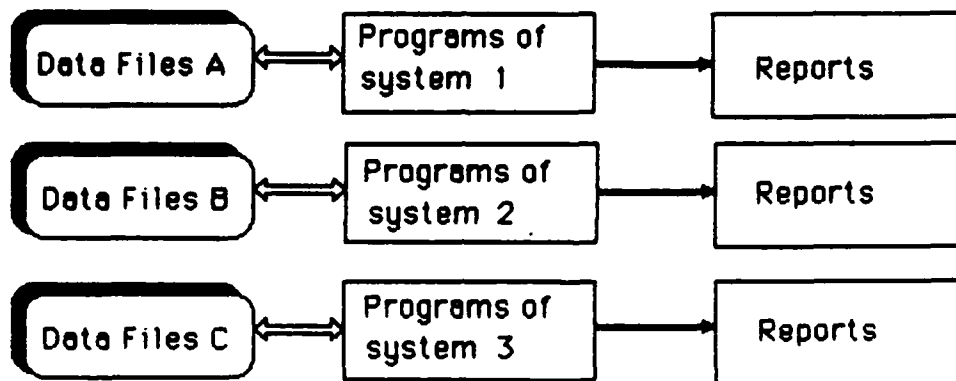 Data Files A
Programs of
system 1
Reports
Data Files B
Programs of
system 2
Reports
Data Files C
Programs of
system 3
Reports